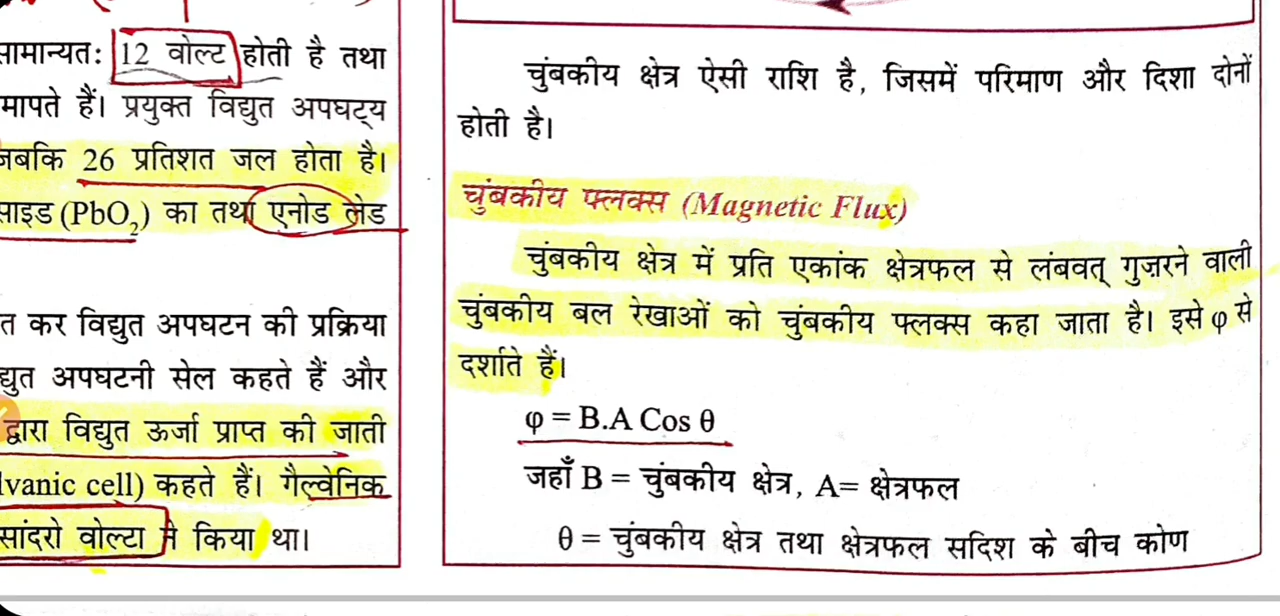 सामान्यत: 12 वोल्ट होती है तथा
मापते हैं। प्रयुक्त विद्युत अपघट्य
जबकि 26 प्रतिशत जल होता है।
साइड (PbO₂) का तथा एनोड लेड
त कर विद्युत अपघटन की प्रक्रिया
द्युत अपघटनी सेल कहते हैं और
द्वारा विद्युत ऊर्जा प्राप्त की जाती
lvanic cell) कहते हैं। गैल्वेनिक
सांदरो वोल्टा ने किया था।
चुंबकीय क्षेत्र ऐसी राशि है, जिसमें परिमाण और दिशा दोनों
होती है।
चुंबकीय फ्लक्स (Magnetic Flux)
चुंबकीय क्षेत्र में प्रति एकांक क्षेत्रफल से लंबवत् गुज़रने वाली
चुंबकीय बल रेखाओं को चुंबकीय फ्लक्स कहा जाता है। इसे φ से
दर्शाते हैं।
φ = B.A Cos θ
जहाँ B = चुंबकीय क्षेत्र, A= क्षेत्रफल
θ = चुंबकीय क्षेत्र तथा क्षेत्रफल सदिश के बीच कोण